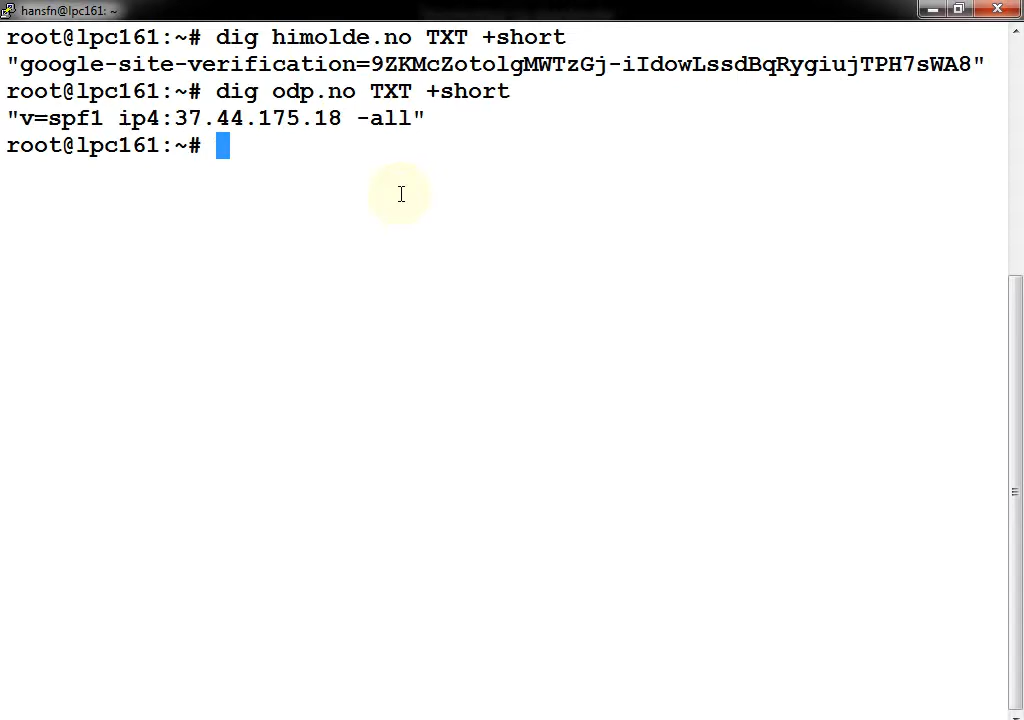 hansfn@lpc161: ~
root@lpc161:~# dig himolde.no TXT +short
"google-site-verification=9ZKMcZotolgMWTzGj-iIdowLssdBqRygiujTPH7sWA8"
root@lpc161:~# dig odp.no TXT +short
"v=spf1 ip4:37.44.175.18 -all"
root@lpc161:~#